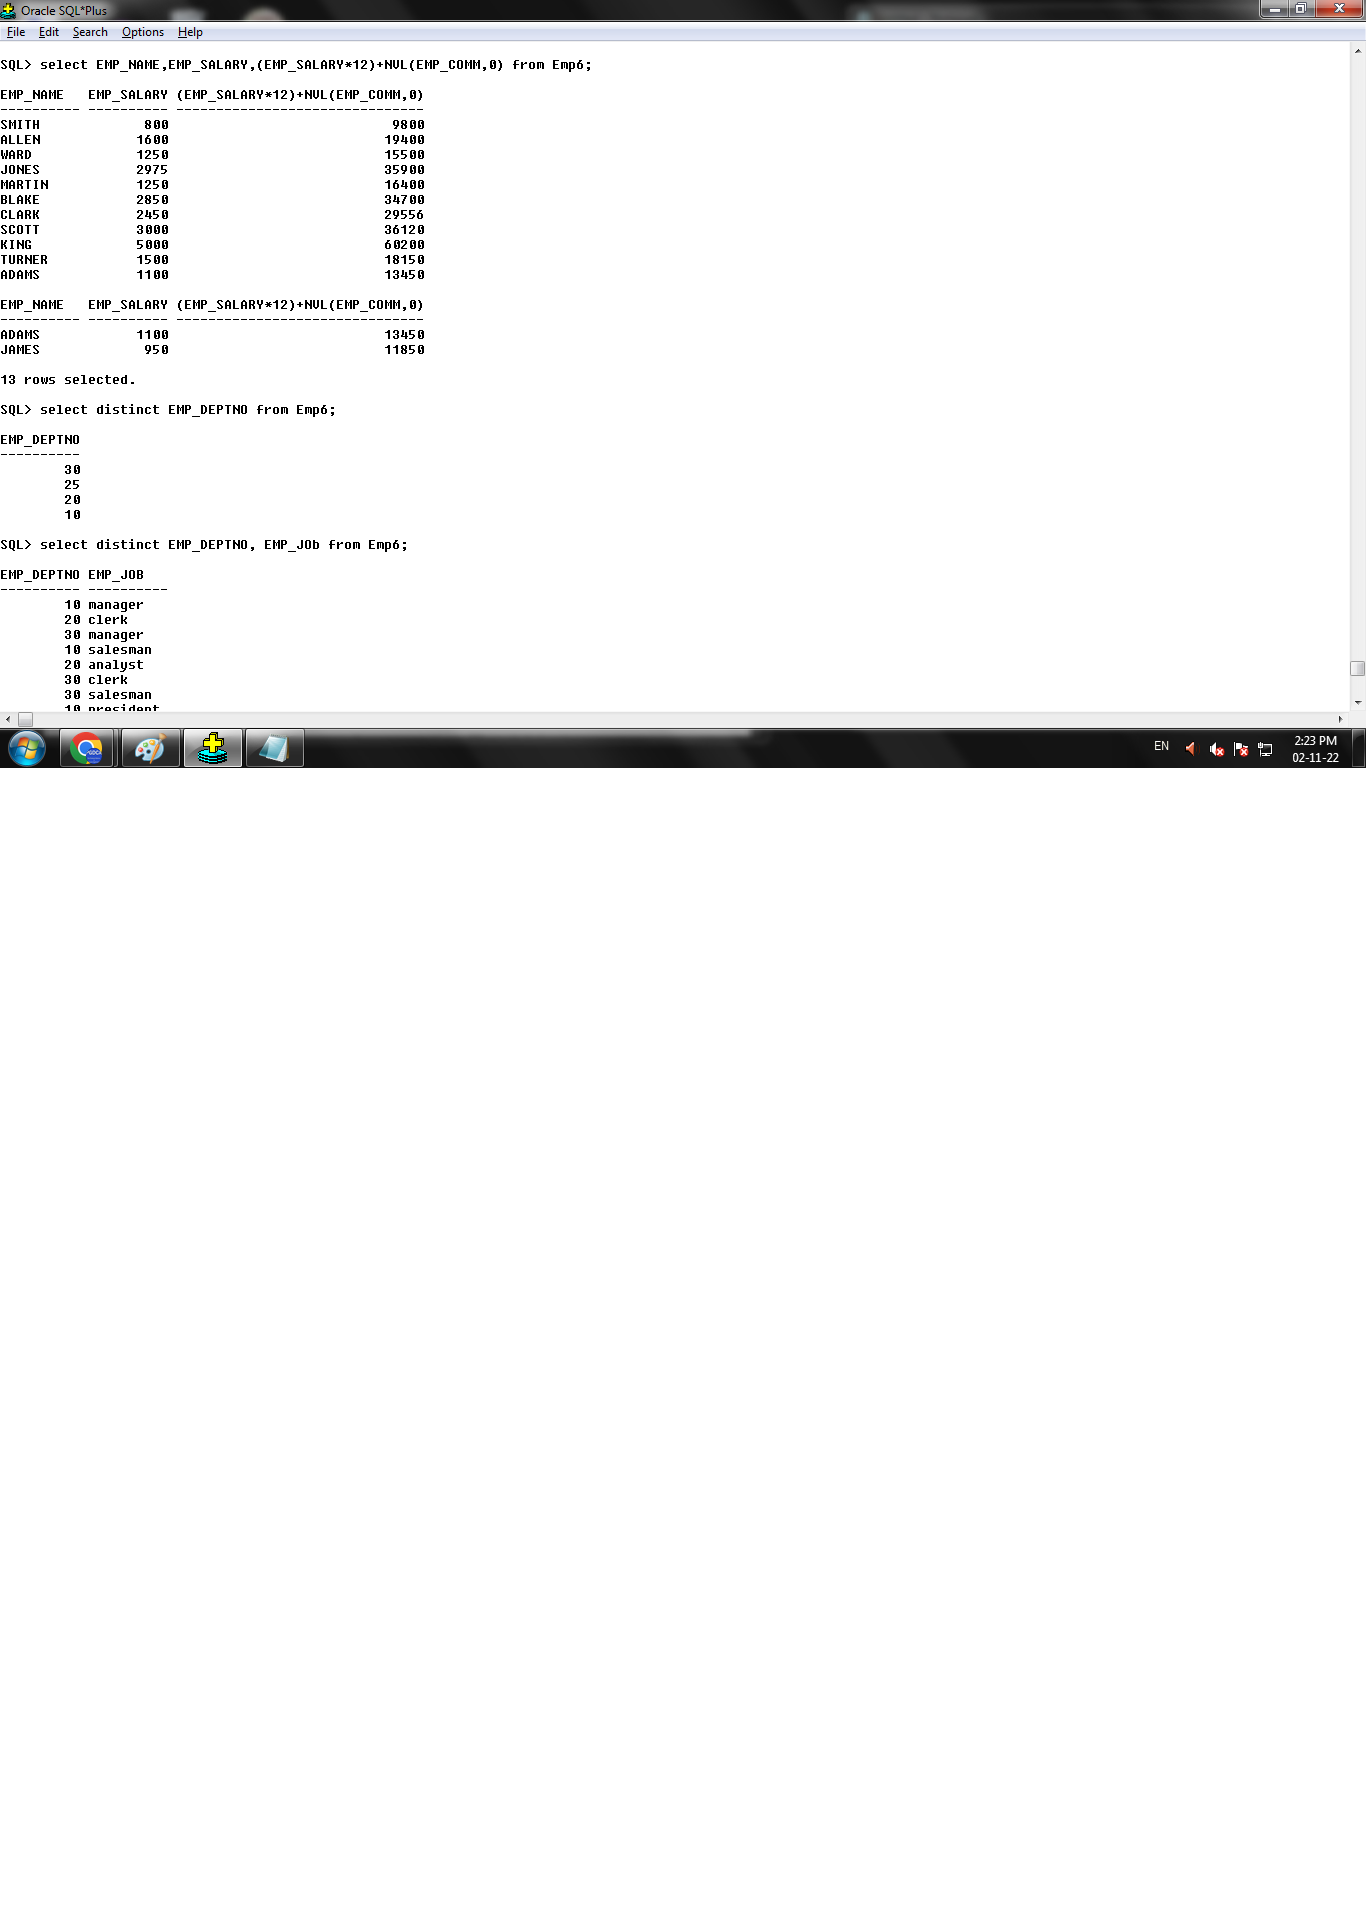 Oracle SQL*Plus
File Edit Search Options Help
SQL> select EMP_NAME,EMP_SALARY,(EMP_SALARY*12)+NVL(EMP_COMM,0) from Emp6;
EMP_NAME   EMP_SALARY (EMP_SALARY*12)+NVL(EMP_COMM,0)
---------- ---------- -------------------------------
SMITH             800                            9800
ALLEN            1600                           19400
WARD             1250                           15500
JONES            2975                           35900
MARTIN           1250                           16400
BLAKE            2850                           34700
CLARK            2450                           29556
SCOTT            3000                           36120
KING             5000                           60200
TURNER           1500                           18150
ADAMS            1100                           13450
EMP_NAME   EMP_SALARY (EMP_SALARY*12)+NVL(EMP_COMM,0)
---------- ---------- -------------------------------
ADAMS            1100                           13450
JAMES             950                           11850
13 rows selected.
SQL> select distinct EMP_DEPTNO from Emp6;
EMP_DEPTNO
----------
        30
        25
        20
        10
SQL> select distinct EMP_DEPTNO, EMP_JOb from Emp6;
EMP_DEPTNO EMP_JOB
---------- ----------
        10 manager
        20 clerk
        30 manager
        10 salesman
        20 analyst
        30 clerk
        30 salesman
        10 president
EN
2:23 PM
02-11-22